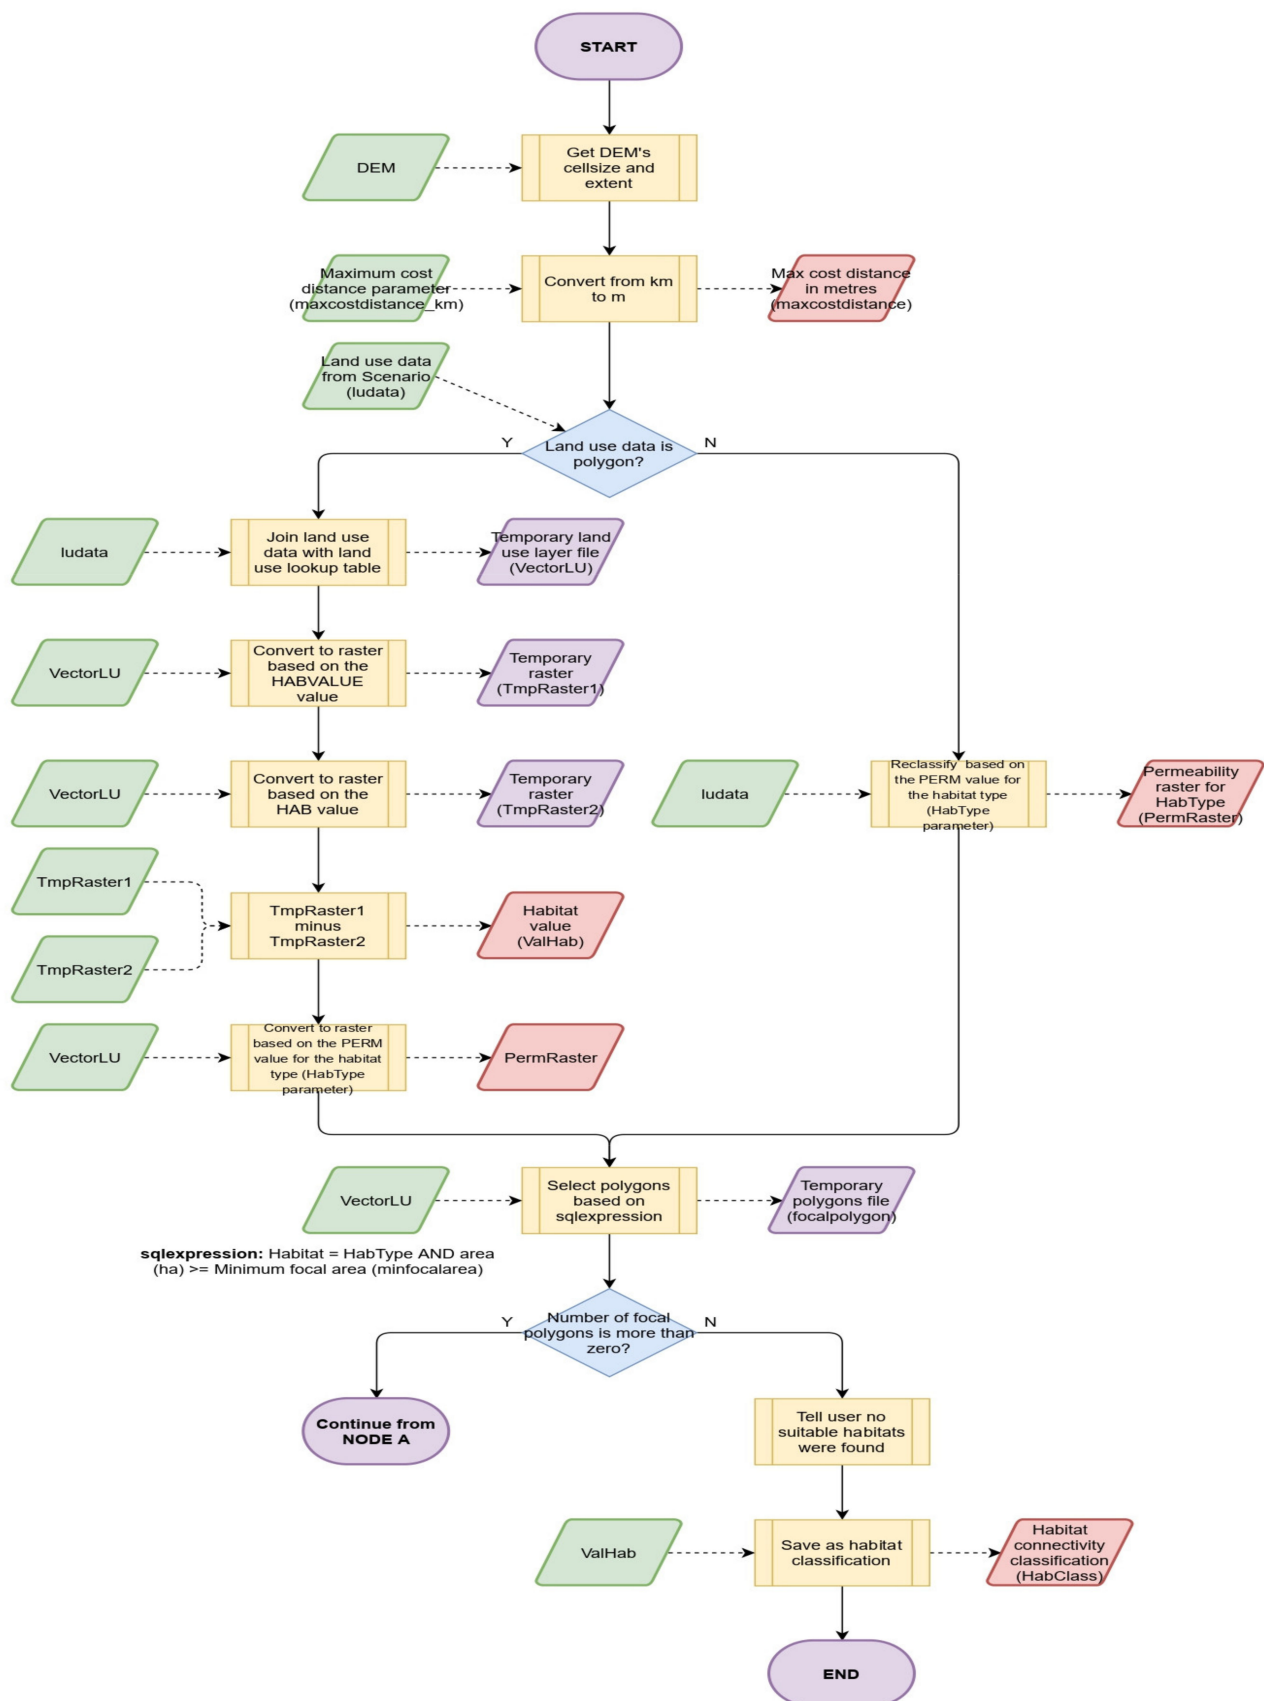 START
DEM
Get DEM's
cellsize and
extent
Maximum cost
distance parameter
(maxcostdistance_km)
Convert from km
to m
Max cost distance
in metres
(maxcostdistance)
Land use data
from Scenario
(ludata)
Land use data is
polygon?
Y
N
ludata
Join land use
data with land
use lookup table
Temporary land
use layer file
(VectorLU)
VectorLU
Convert to raster
based on the
HABVALUE
value
Temporary
raster
(TmpRaster1)
VectorLU
Convert to raster
based on the
HAB value
Temporary
raster
(TmpRaster2)
ludata
Reclassify based on
the PERM value for
the habitat type
(HabType
parameter)
Permeability
raster for
HabType
(PermRaster)
TmpRaster1
TmpRaster2
TmpRaster1
minus
TmpRaster2
Habitat
value
(ValHab)
VectorLU
Convert to raster
based on the PERM
value for the habitat
type (HabType
parameter)
PermRaster
VectorLU
Select polygons
based on
sqlexpression
Temporary
polygons file
(focalpolygon)
sqlexpression: Habitat = HabType AND area
(ha) >= Minimum focal area (minfocalarea)
Number of focal
polygons is more than
zero?
Y
N
Continue from
NODE A
Tell user no
suitable habitats
were found
ValHab
Save as habitat
classification
Habitat
connectivity
classification
(HabClass)
END